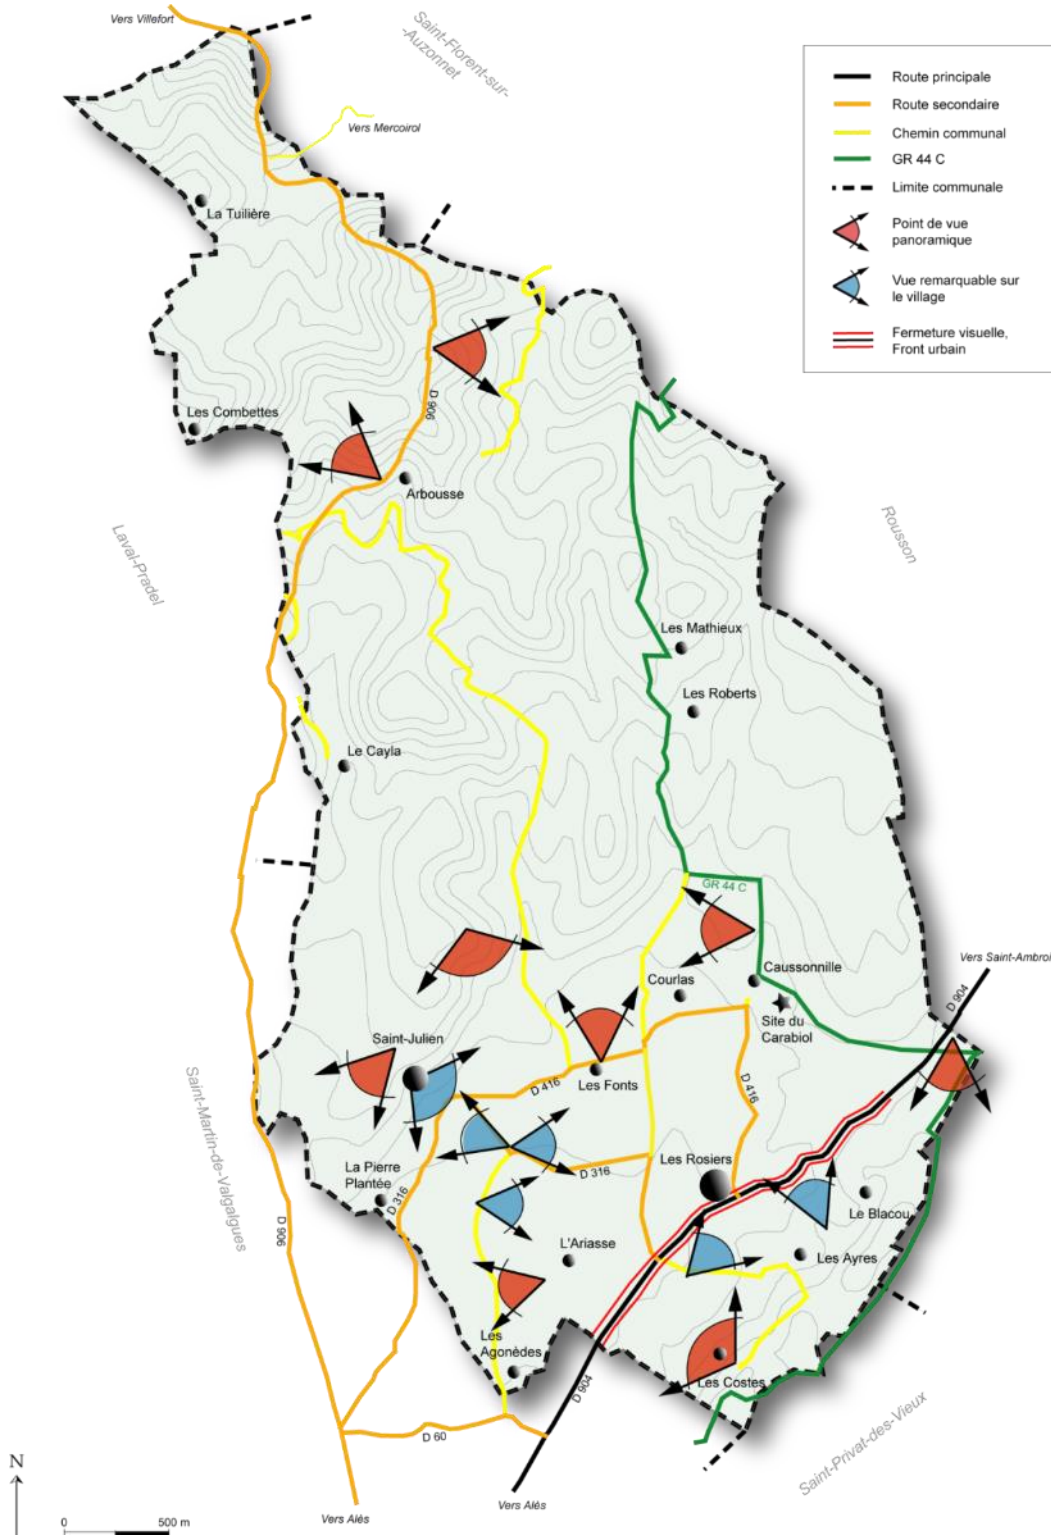 Vers Villefort
Saint-Florent-sur-
-Auzonnet
Vers Mercoirol
Route principale
Route secondaire
Chemin communal
GR 44 C
Limite communale
Point de vue
panoramique
Vue remarquable sur
le village
Fermeture visuelle,
Front urbain
La Tuilière
D 906
Les Combettes
Arbousse
Laval-Pradel
Rousson
Les Mathieux
Les Roberts
Le Cayla
GR 44 C
Vers Saint-Ambroi
D 904
Caussonville
Courlas
Site du
Carabiol
Saint-Julien
Les Fonts
D 416
D 416
Saint-Martin-de-Valgalgues
La Pierre
Plantée
D 316
D 316
Les Rosiers
Le Blacou
D 906
L'Ariasse
Les Ayres
Les
Agonèdes
Les Costes
D 904
D 60
Saint-Privat-des-Vieux
N
Vers Alès
Vers Alès
0 500 m